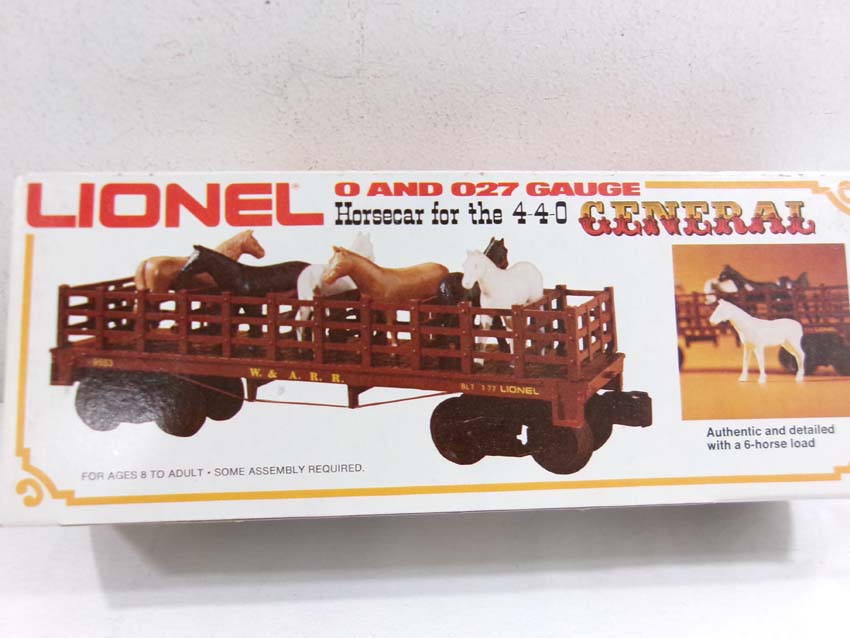 LIONEL®
O AND O27 GAUGE
Horsecar for the 4-4-0 GENERAL
9553
W. & A. R. R.
BLT 1-77 LIONEL
Authentic and detailed
with a 6-horse load
FOR AGES 8 TO ADULT • SOME ASSEMBLY REQUIRED.